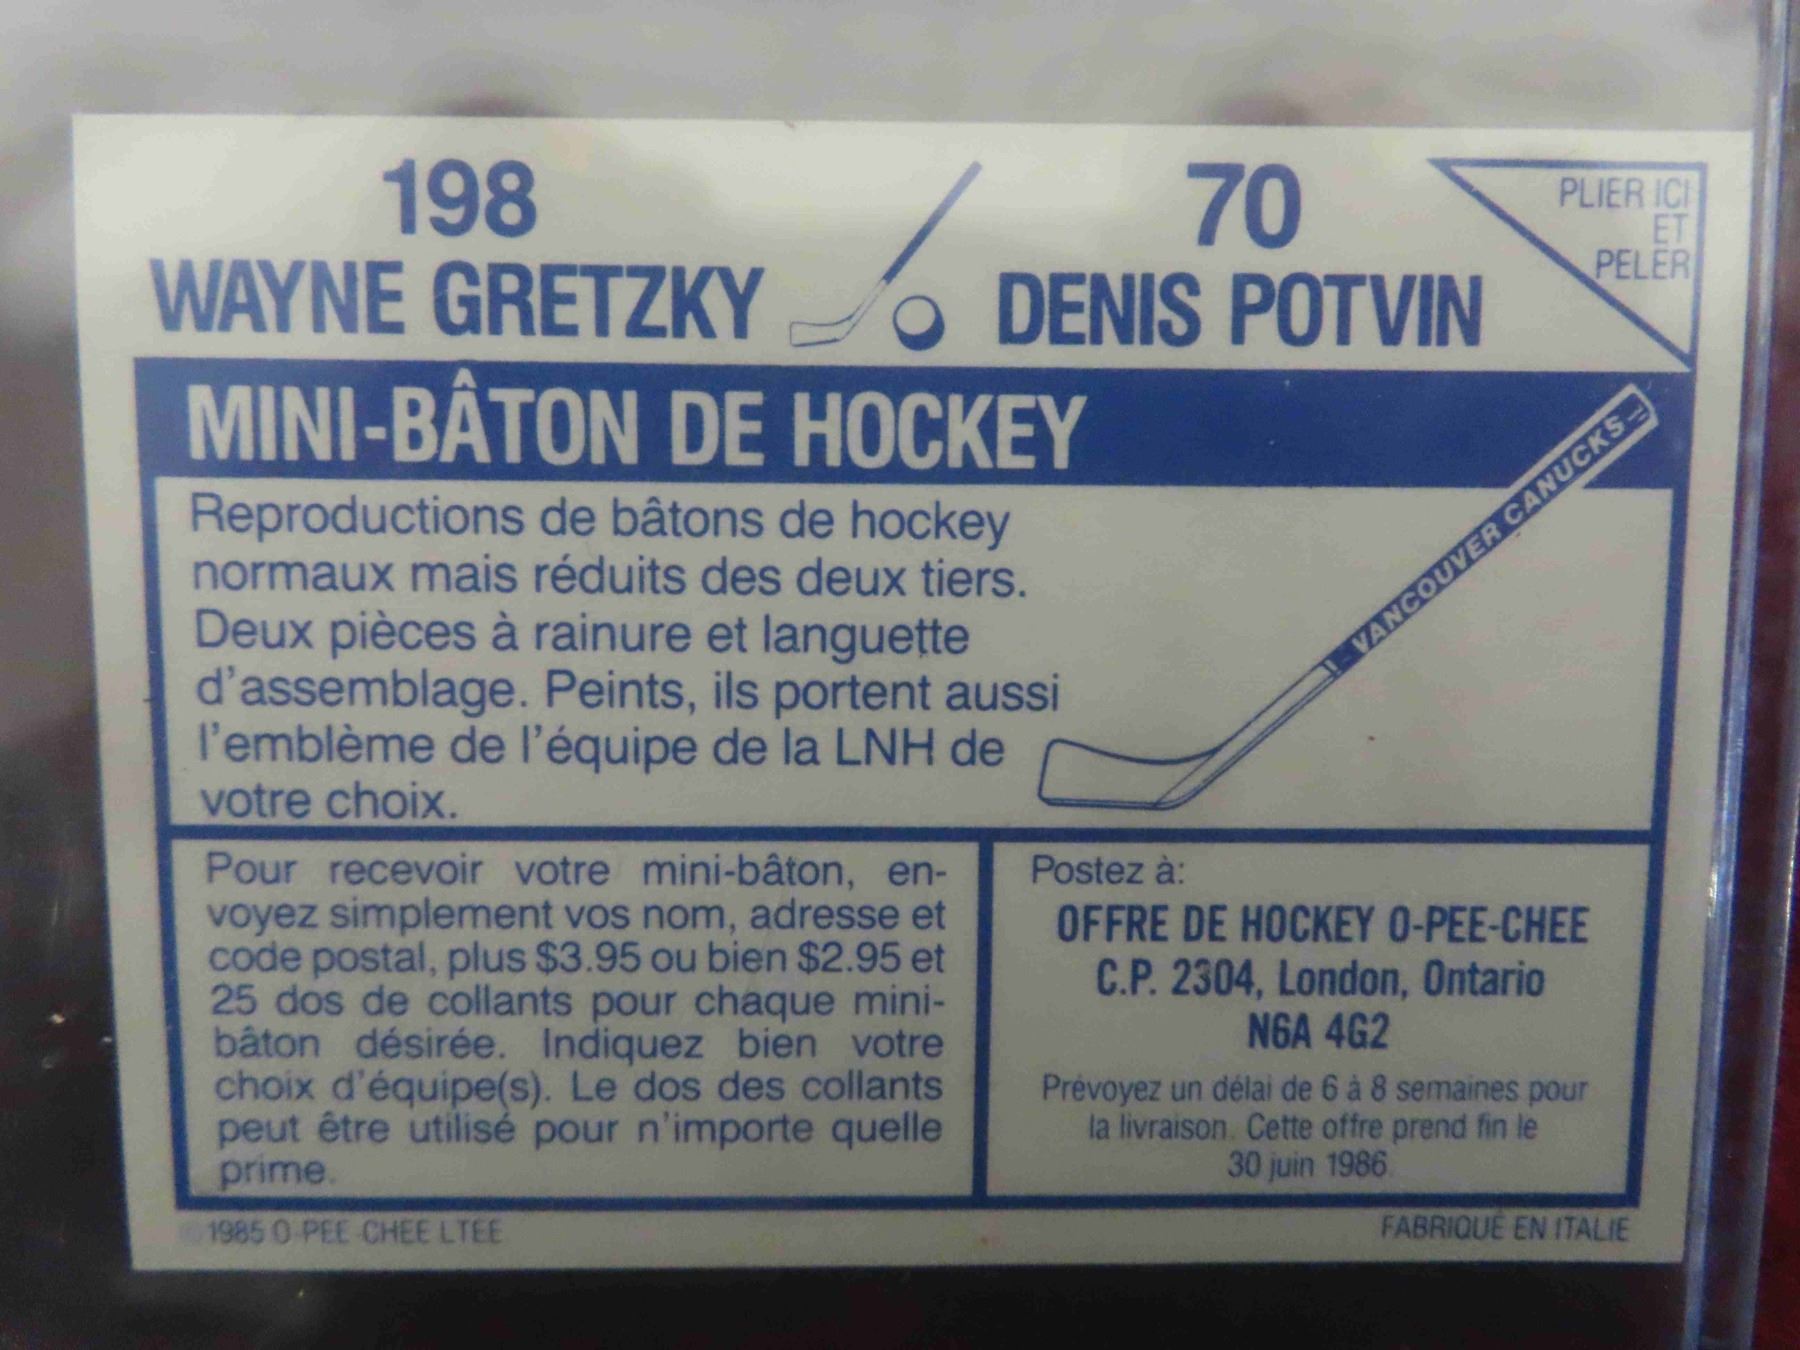 198
WAYNE GRETZKY
70
DENIS POTVIN
PLIER ICI
ET
PELER
MINI-BÂTON DE HOCKEY
Reproductions de bâtons de hockey
normaux mais réduits des deux tiers.
Deux pièces à rainure et languette
d'assemblage. Peints, ils portent aussi
l'emblème de l'équipe de la LNH de
votre choix.
VANCOUVER CANUCKS
Pour recevoir votre mini-bâton, en-
voyez simplement vos nom, adresse et
code postal, plus $3.95 ou bien $2.95 et
25 dos de collants pour chaque mini-
bâton désirée. Indiquez bien votre
choix d'équipe(s). Le dos des collants
peut être utilisé pour n'importe quelle
prime.
Postez à:
OFFRE DE HOCKEY O-PEE-CHEE
C.P. 2304, London, Ontario
N6A 4G2
Prévoyez un délai de 6 à 8 semaines pour
la livraison. Cette offre prend fin le
30 juin 1986.
©1985 O-PEE-CHEE LTEE
FABRIQUÉ EN ITALIE